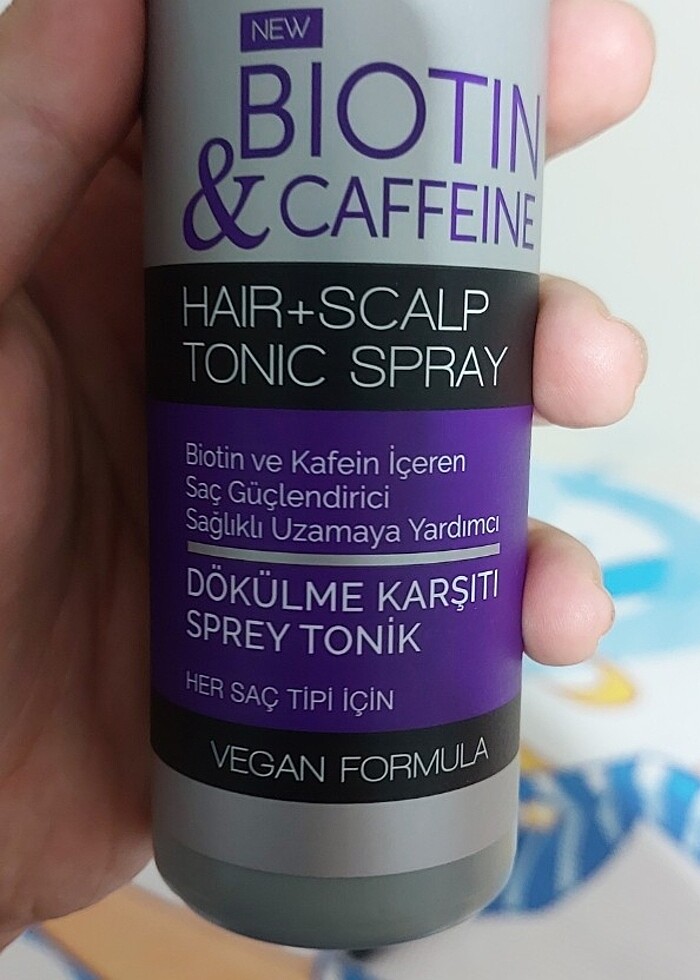 NEW
BIOTIN
& CAFFEINE
HAIR+SCALP
TONIC SPRAY
Biotin ve Kafein İçeren
Saç Güçlendirici
Sağlıklı Uzamaya Yardımcı
DÖKÜLME KARŞITI
SPREY TONİK
HER SAÇ TİPİ İÇİN
VEGAN FORMULA